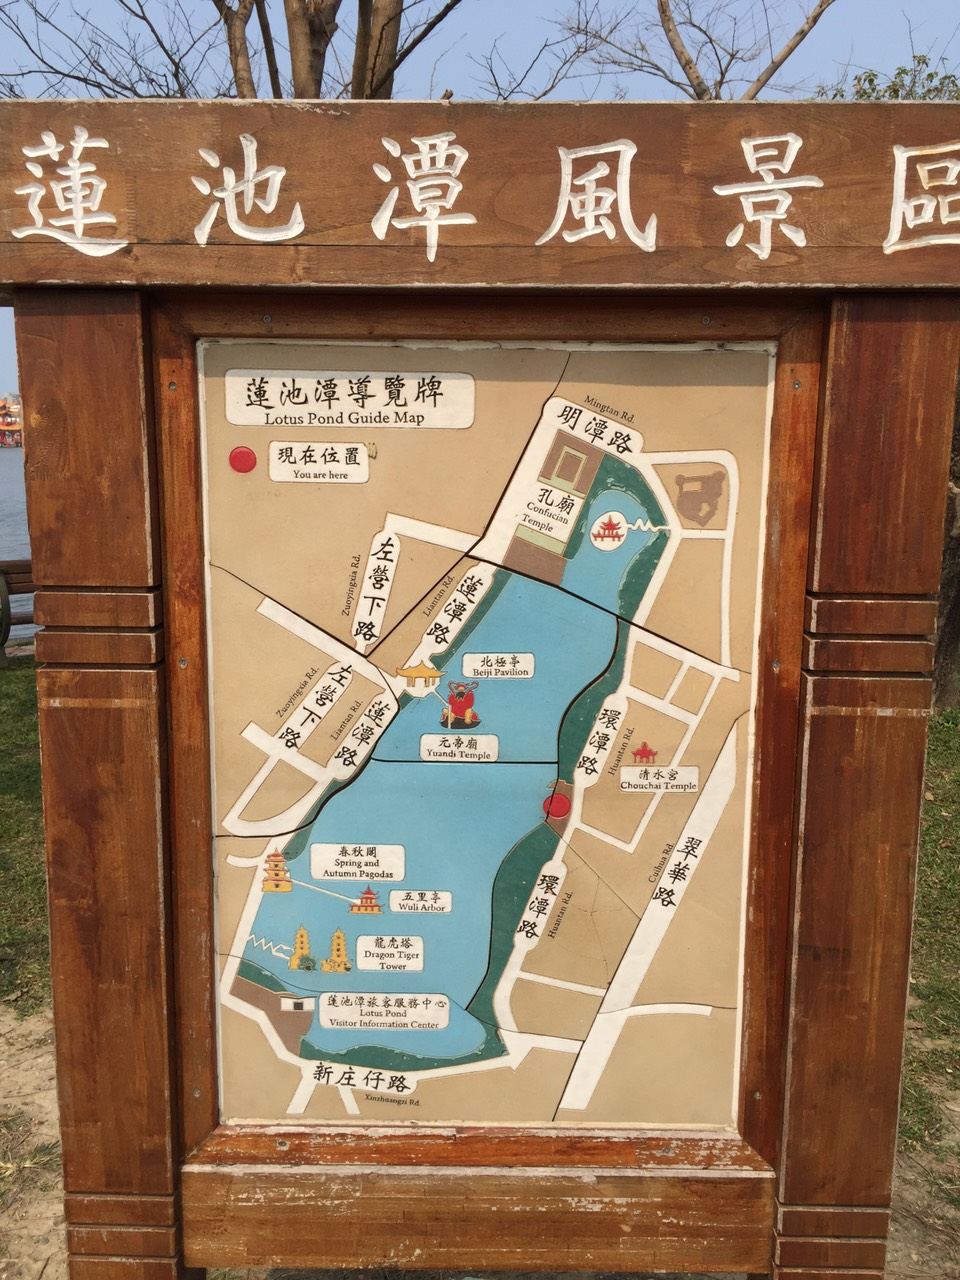 蓮池潭風景區
蓮池潭導覽牌
Lotus Pond Guide Map
現在位置
You are here
Mingtan Rd.
明潭路
孔廟
Confucian
Temple
左營下路
Zuoyingxia Rd.
蓮潭路
Liantan Rd.
北極亭
Beiji Pavilion
左營下路
Zuoyingxia Rd.
蓮潭路
Liantan Rd.
元帝廟
Yuandi Temple
環潭路
Huantan Rd.
清水宮
Chouchai Temple
翠華路
Cuihua Rd.
春秋閣
Spring and
Autumn Pagodas
五里亭
Wuli Arbor
環潭路
Huantan Rd.
龍虎塔
Dragon Tiger
Tower
蓮池潭旅客服務中心
Lotus Pond
Visitor Information Center
新庄仔路
Xinzhuangzi Rd.